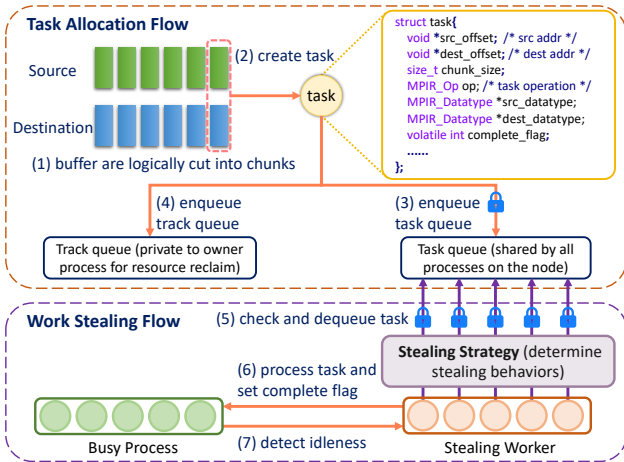 Task Allocation Flow
Source
Destination
(2) create task
task
(1) buffer are logically cut into chunks
struct task{
void *src_offset; /* src addr */
void *dest_offset; /* dest addr */
size_t chunk_size;
MPIR_Op op; /* task operation */
MPIR_Datatype *src_datatype;
MPIR_Datatype *dest_datatype;
volatile int complete_flag;
......
};
(4) enqueue
track queue
(3) enqueue
task queue
Track queue (private to owner
process for resource reclaim)
Task queue (shared by all
processes on the node)
Work Stealing Flow
(5) check and dequeue task
Stealing Strategy (determine
stealing behaviors)
(6) process task and
set complete flag
(7) detect idleness
Busy Process
Stealing Worker